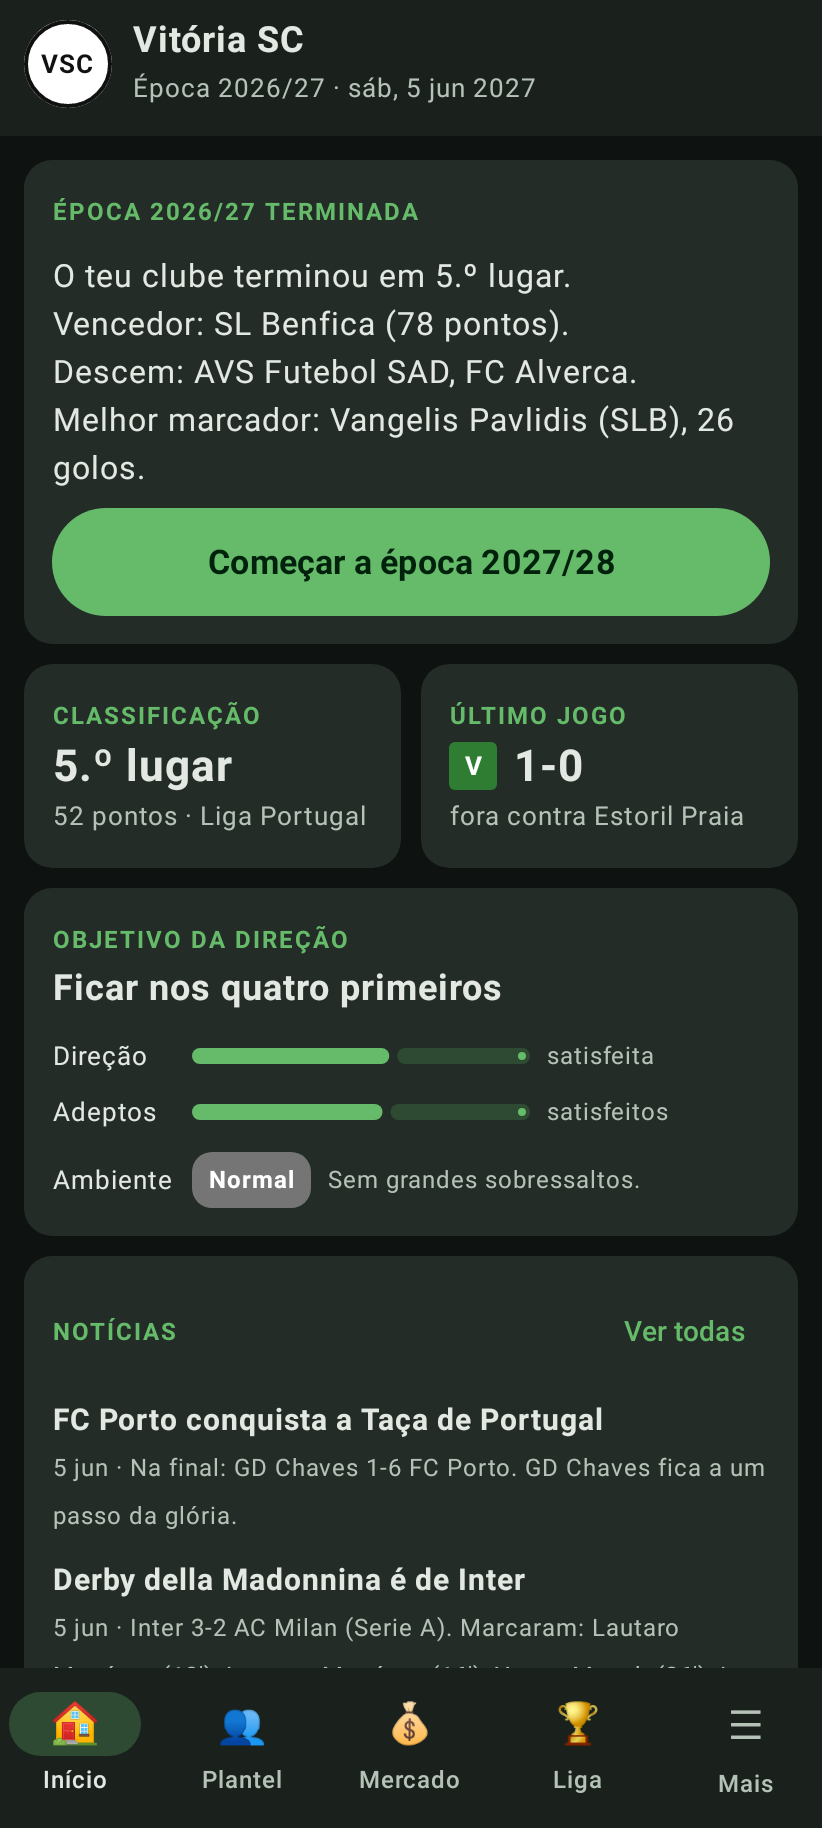 VSC
Vitória SC
Época 2026/27 · sáb, 5 jun 2027
ÉPOCA 2026/27 TERMINADA
O teu clube terminou em 5.º lugar.
Vencedor: SL Benfica (78 pontos).
Descem: AVS Futebol SAD, FC Alverca.
Melhor marcador: Vangelis Pavlidis (SLB), 26
golos.
Começar a época 2027/28
CLASSIFICAÇÃO
5.º lugar
52 pontos · Liga Portugal
ÚLTIMO JOGO
V 1-0
fora contra Estoril Praia
OBJETIVO DA DIREÇÃO
Ficar nos quatro primeiros
Direção satisfeita
Adeptos satisfeitos
Ambiente Normal Sem grandes sobressaltos.
NOTÍCIAS Ver todas
FC Porto conquista a Taça de Portugal
5 jun · Na final: GD Chaves 1-6 FC Porto. GD Chaves fica a um
passo da glória.
Derby della Madonnina é de Inter
5 jun · Inter 3-2 AC Milan (Serie A). Marcaram: Lautaro
Início Plantel Mercado Liga Mais